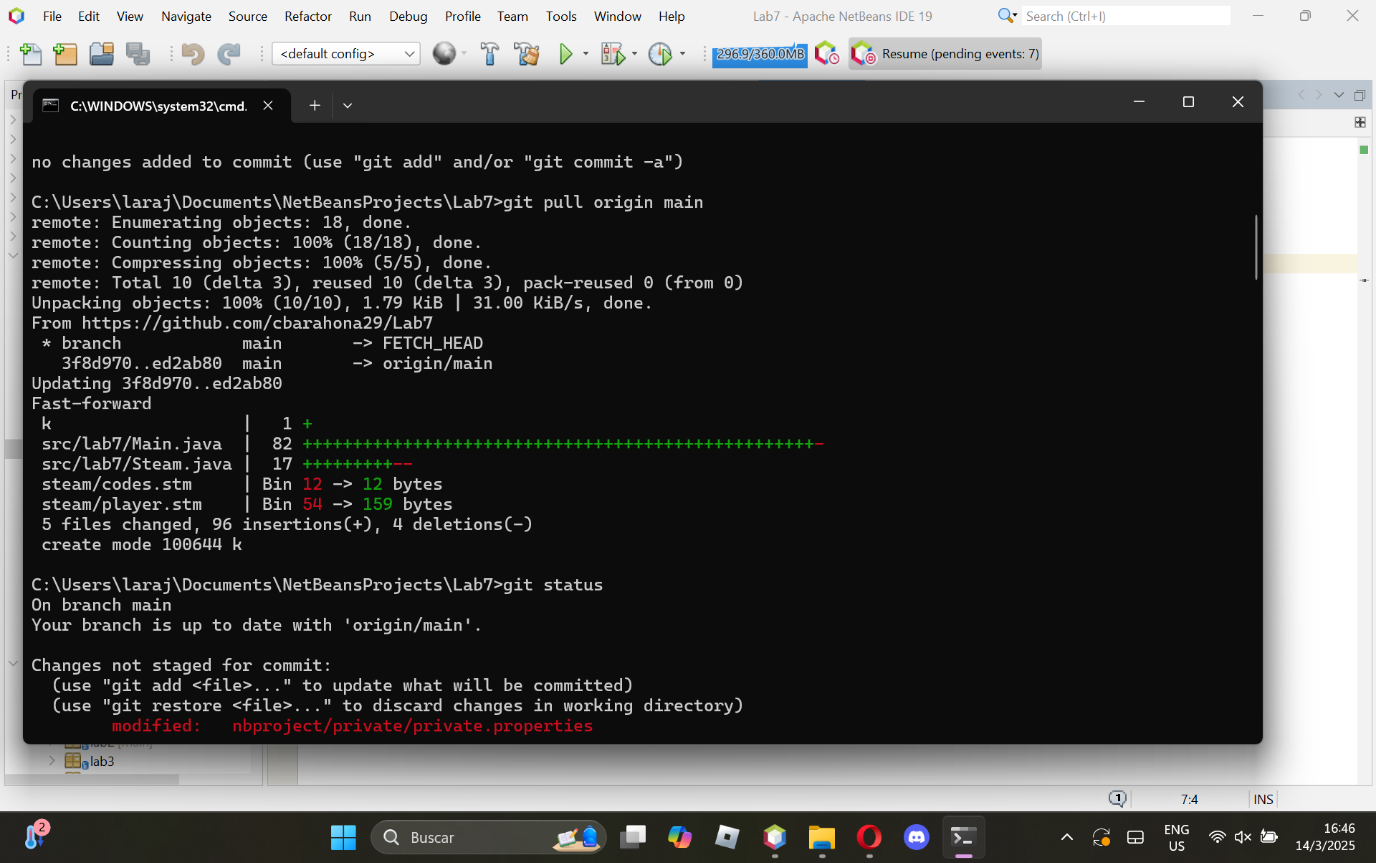 File Edit View Navigate Source Refactor Run Debug Profile Team Tools Window Help
Lab7 - Apache NetBeans IDE 19
Search (Ctrl+I)
<default config>
296.9/360.0MB
Resume (pending events: 7)
Pr
C:\WINDOWS\system32\cmd.
no changes added to commit (use "git add" and/or "git commit -a")
C:\Users\laraj\Documents\NetBeansProjects\Lab7>git pull origin main
remote: Enumerating objects: 18, done.
remote: Counting objects: 100% (18/18), done.
remote: Compressing objects: 100% (5/5), done.
remote: Total 10 (delta 3), reused 10 (delta 3), pack-reused 0 (from 0)
Unpacking objects: 100% (10/10), 1.79 KiB | 31.00 KiB/s, done.
From https://github.com/cbarahona29/Lab7
 * branch            main       -> FETCH_HEAD
   3f8d970..ed2ab80  main       -> origin/main
Updating 3f8d970..ed2ab80
Fast-forward
 k                   |   1 +
 src/lab7/Main.java  |  82 +++++++++++++++++++++++++++++++++++++++++++++++++++-
 src/lab7/Steam.java |  17 +++++++++--
 steam/codes.stm     | Bin 12 -> 12 bytes
 steam/player.stm    | Bin 54 -> 159 bytes
 5 files changed, 96 insertions(+), 4 deletions(-)
 create mode 100644 k
C:\Users\laraj\Documents\NetBeansProjects\Lab7>git status
On branch main
Your branch is up to date with 'origin/main'.
Changes not staged for commit:
  (use "git add <file>..." to update what will be committed)
  (use "git restore <file>..." to discard changes in working directory)
        modified:   nbproject/private/private.properties
lab2 [main]
lab3
1
7:4
INS
2
Buscar
ENG
US
16:46
14/3/2025